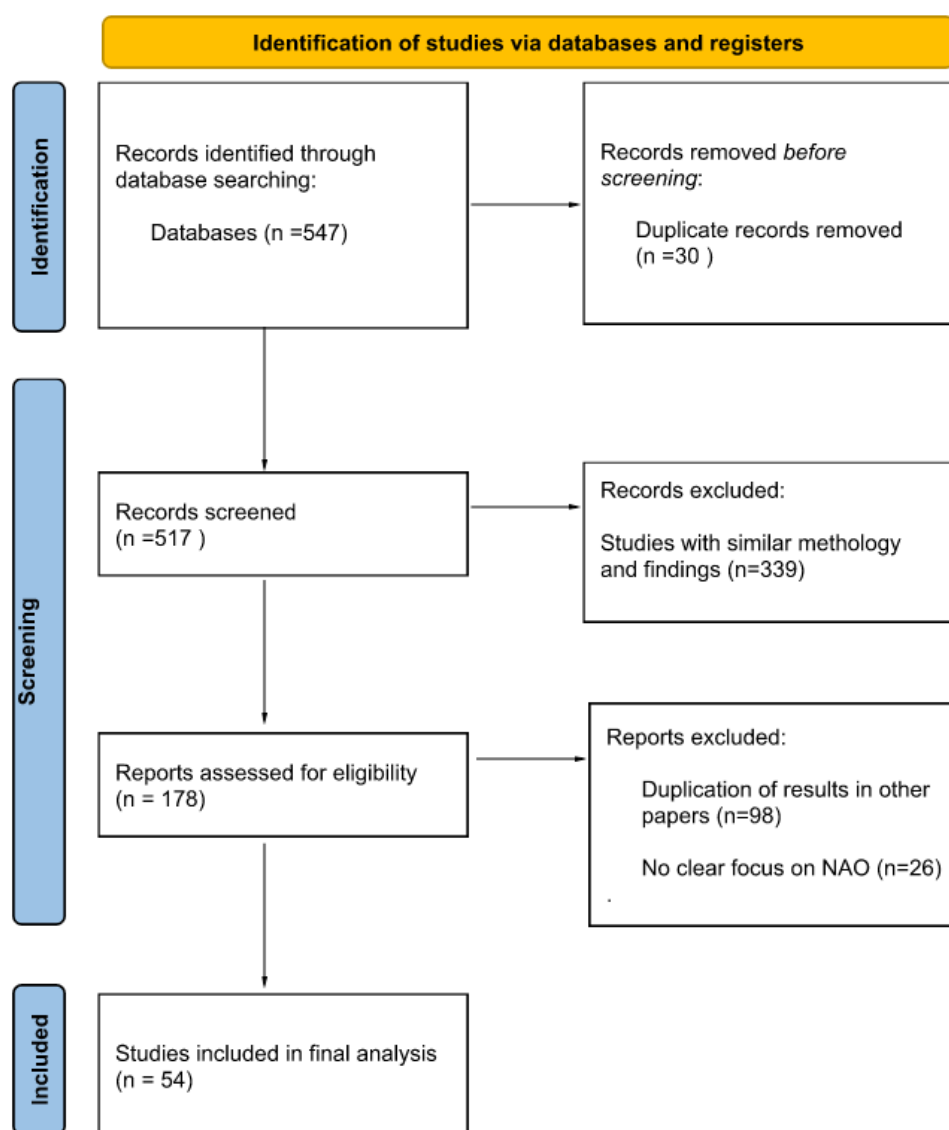 Identification of studies via databases and registers
Identification
Records identified through
database searching:
Databases (n =547)
Records removed before
screening:
Duplicate records removed
(n =30 )
Screening
Records screened
(n =517 )
Records excluded:
Studies with similar methology
and findings (n=339)
Reports assessed for eligibility
(n = 178)
Reports excluded:
Duplication of results in other
papers (n=98)
No clear focus on NAO (n=26)
.
Included
Studies included in final analysis
(n = 54)